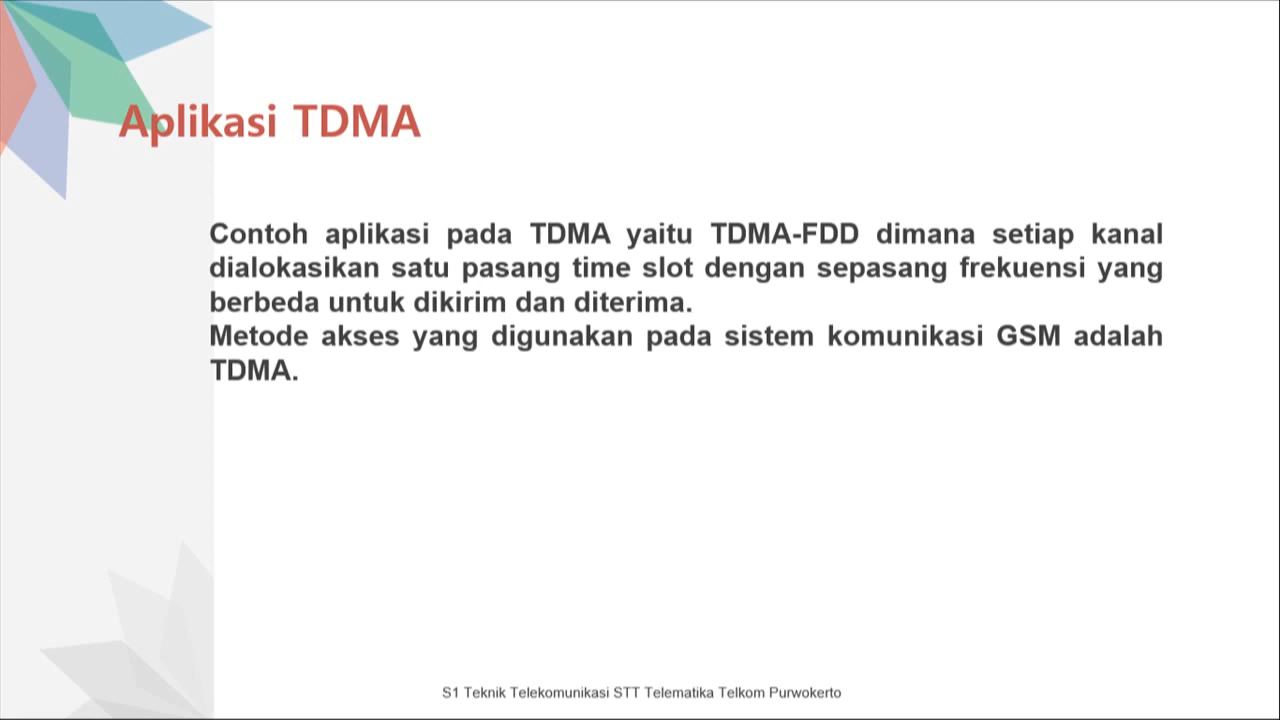 Aplikasi TDMA
Contoh aplikasi pada TDMA yaitu TDMA-FDD dimana setiap kanal
dialokasikan satu pasang time slot dengan sepasang frekuensi yang
berbeda untuk dikirim dan diterima.
Metode akses yang digunakan pada sistem komunikasi GSM adalah
TDMA.
S1 Teknik Telekomunikasi STT Telematika Telkom Purwokerto